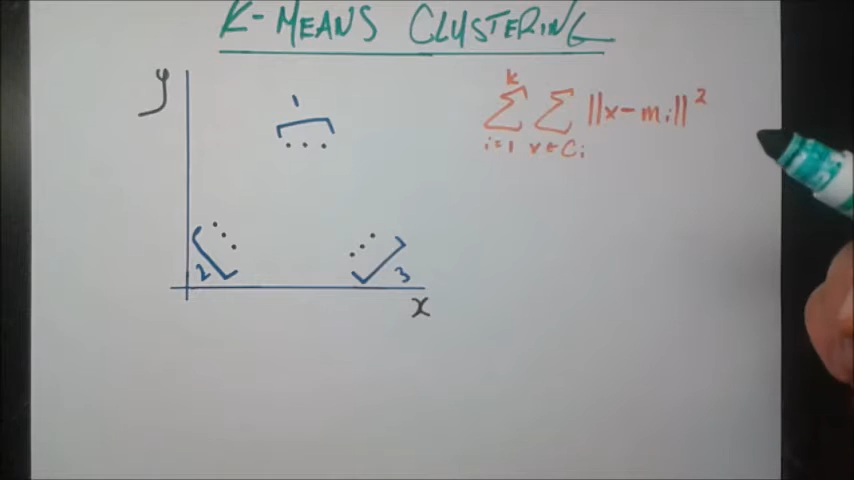 K-MEANS CLUSTERING
y
1
2
3
x
k
∑ ∑ ||x - mᵢ||²
i=1 x ∈ Cᵢ